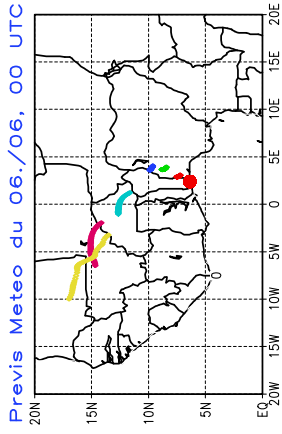 Previs Meteo du 06./06, 00 UTC
20E
15E
10E
5E
0
5W
10W
15W
20W
20N
15N
10N
5N
EQ
0